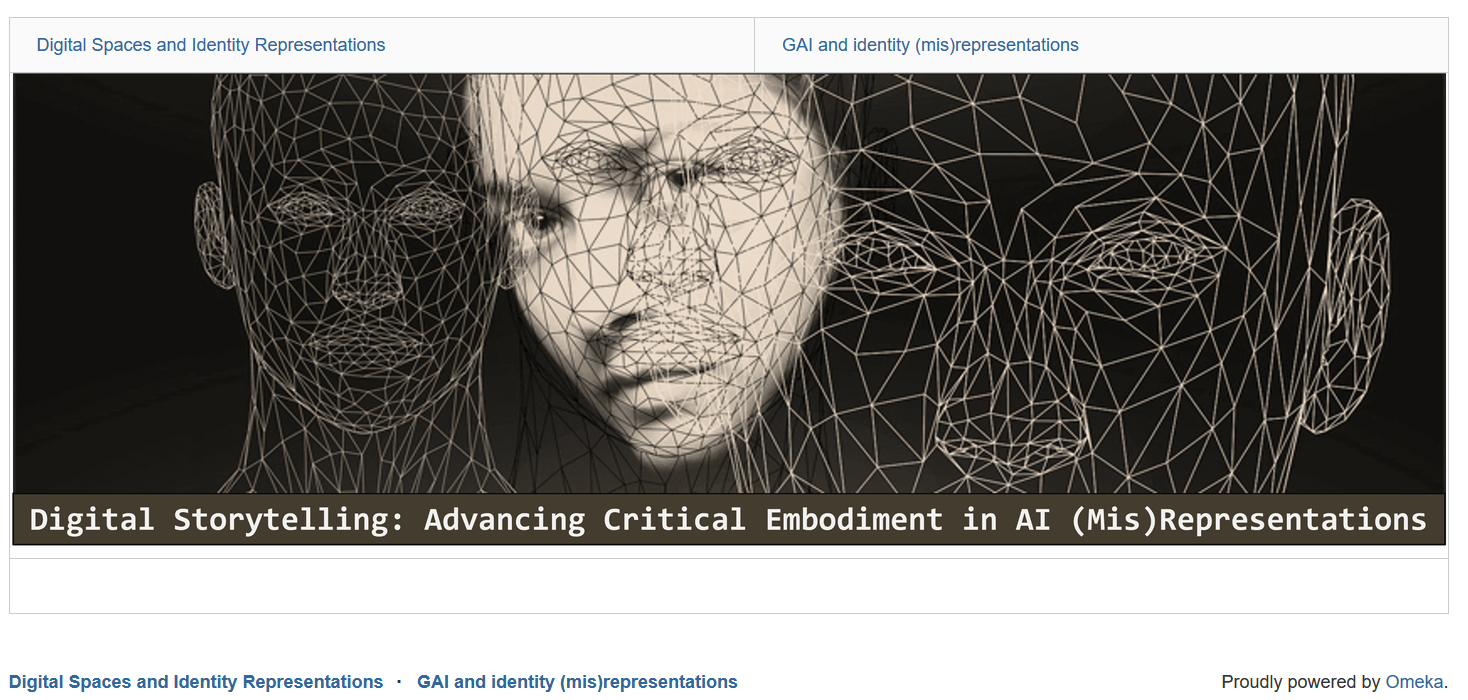 Digital Spaces and Identity Representations
GAI and identity (mis)representations
Digital Storytelling: Advancing Critical Embodiment in AI (Mis)Representations
Digital Spaces and Identity Representations · GAI and identity (mis)representations
Proudly powered by Omeka.